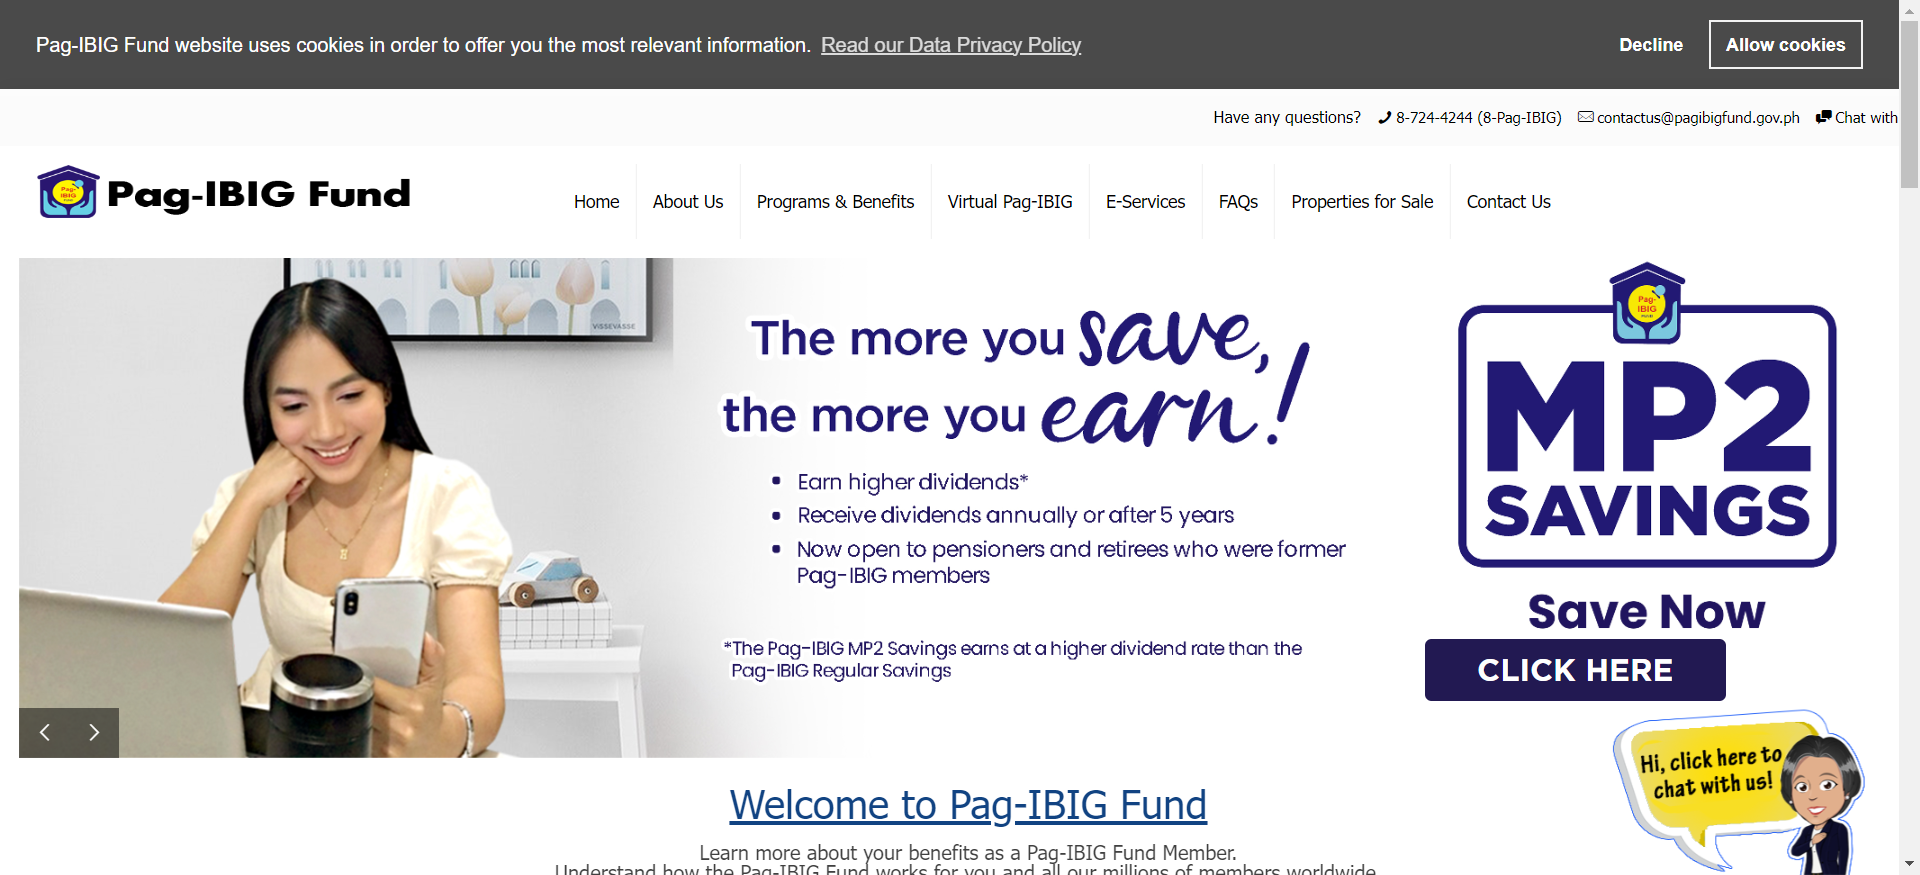 Pag-IBIG Fund website uses cookies in order to offer you the most relevant information. Read our Data Privacy Policy
Decline
Allow cookies
Have any questions? 8-724-4244 (8-Pag-IBIG) contactus@pagibigfund.gov.ph Chat with
Pag-IBIG Fund
Pag-IBIG Fund
Home
About Us
Programs & Benefits
Virtual Pag-IBIG
E-Services
FAQs
Properties for Sale
Contact Us
VISSEVASSE
The more you save,
the more you earn!
• Earn higher dividends*
• Receive dividends annually or after 5 years
• Now open to pensioners and retirees who were former
Pag-IBIG members
*The Pag-IBIG MP2 Savings earns at a higher dividend rate than the
Pag-IBIG Regular Savings
Pag-
IBIG
FUND
MP2
SAVINGS
Save Now
CLICK HERE
Hi, click here to
chat with us!
Welcome to Pag-IBIG Fund
Learn more about your benefits as a Pag-IBIG Fund Member.
Understand how the Pag-IBIG Fund works for you and all our millions of members worldwide